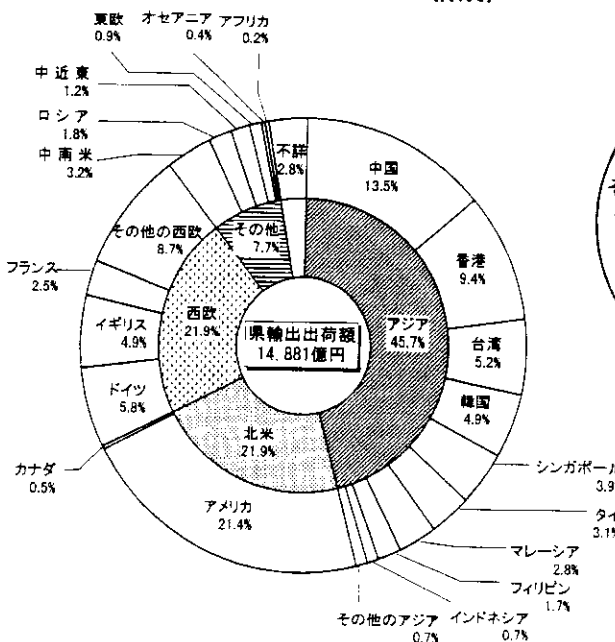 東欧
0.9%
オセアニア
0.4%
アフリカ
0.2%
中近東
1.2%
ロシア
1.8%
中南米
3.2%
不詳
2.8%
中国
13.5%
その他の西欧
8.7%
その他
7.7%
香港
9.4%
フランス
2.5%
西欧
21.9%
県輸出出荷額
14,881億円
アジア
45.7%
イギリス
4.9%
台湾
5.2%
ドイツ
5.8%
韓国
4.9%
北米
21.9%
カナダ
0.5%
アメリカ
21.4%
シンガポール
3.9
タイ
3.1%
マレーシア
2.8%
フィリピン
1.7%
インドネシア
0.7%
その他のアジア
0.7%